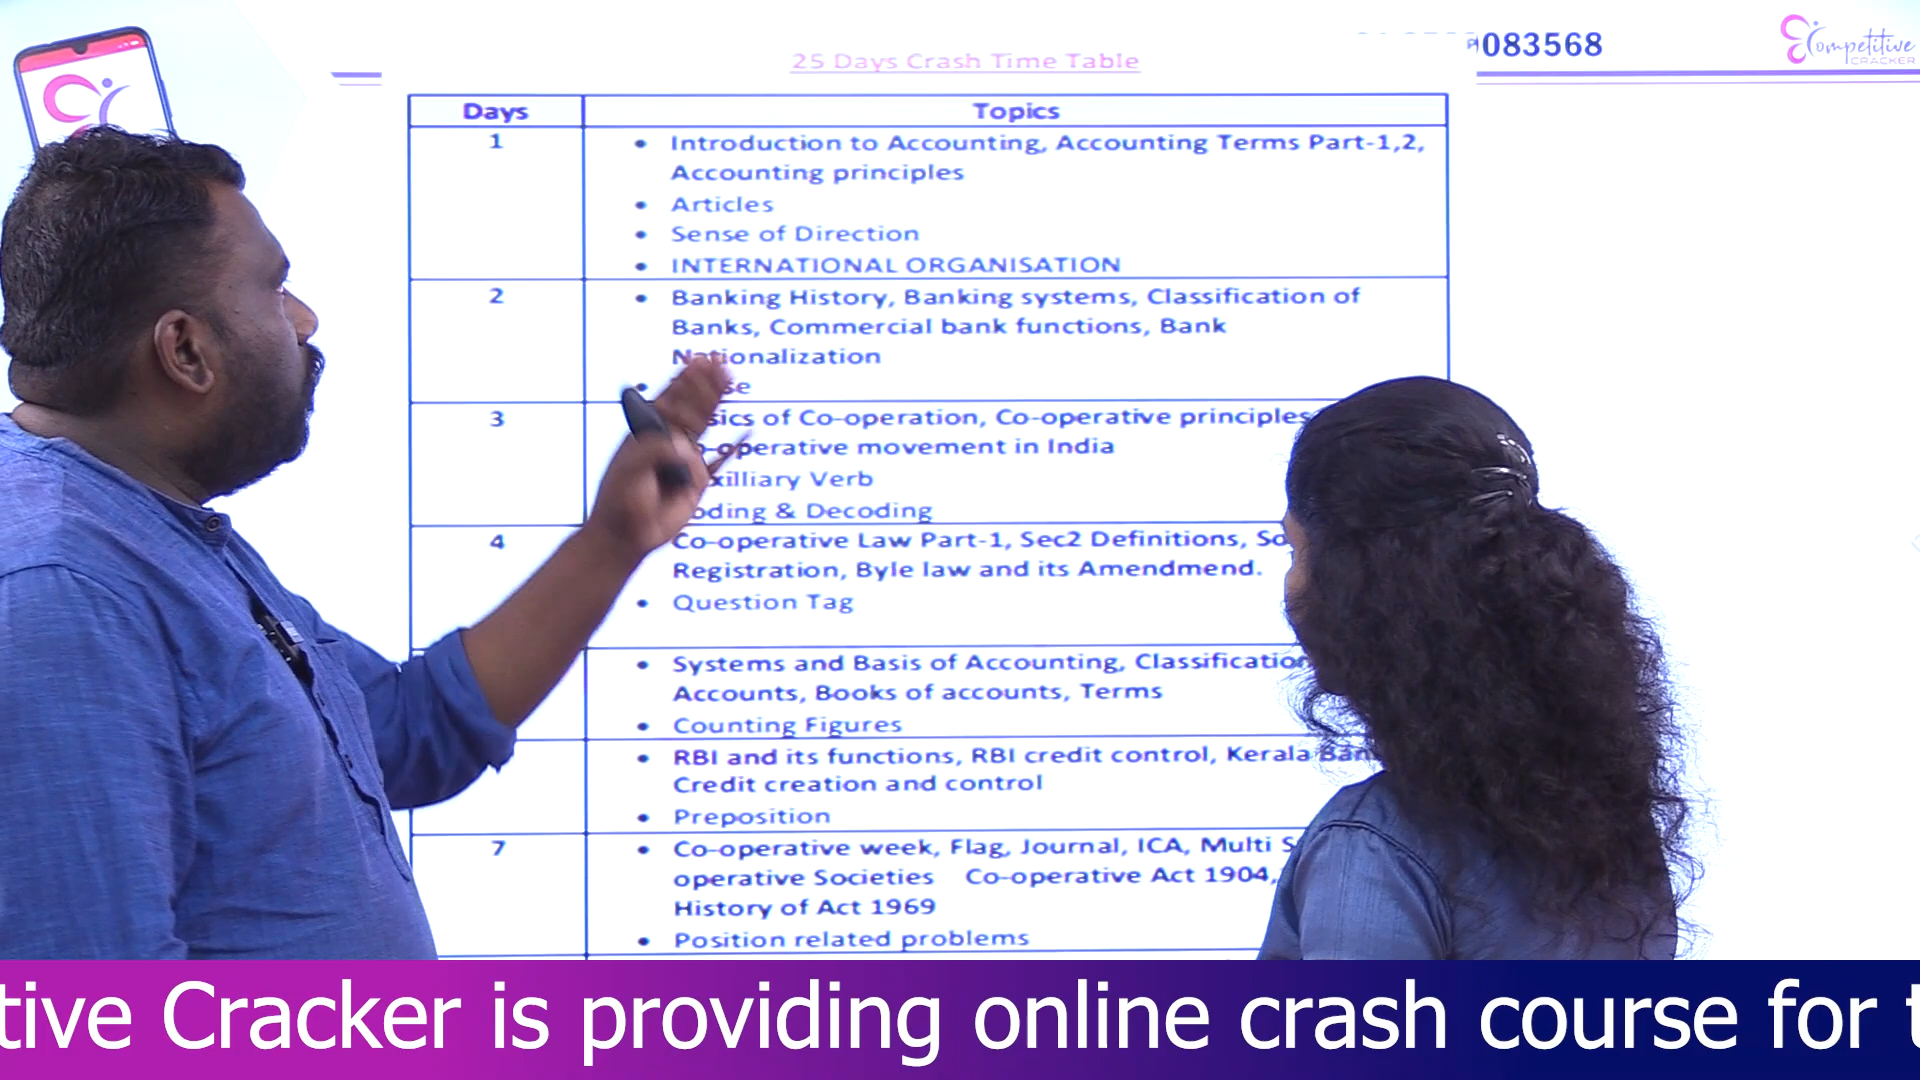 083568
Competitive
CRACKER
25 Days Crash Time Table
Days
Topics
1
• Introduction to Accounting, Accounting Terms Part-1,2,
Accounting principles
• Articles
• Sense of Direction
• INTERNATIONAL ORGANISATION
2
• Banking History, Banking systems, Classification of
Banks, Commercial bank functions, Bank
Nationalization
3
of Co-operation, Co-operative principles
-operative movement in India
xilliary Verb
oding & Decoding
4
Co-operative Law Part-1, Sec2 Definitions, So
Registration, Byle law and its Amendmend.
• Question Tag
• Systems and Basis of Accounting, Classification
Accounts, Books of accounts, Terms
• Counting Figures
• RBI and its functions, RBI credit control, Kerala Ban
Credit creation and control
• Preposition
7
• Co-operative week, Flag, Journal, ICA, Multi S
operative Societies Co-operative Act 1904,
History of Act 1969
• Position related problems
tive Cracker is providing online crash course for t